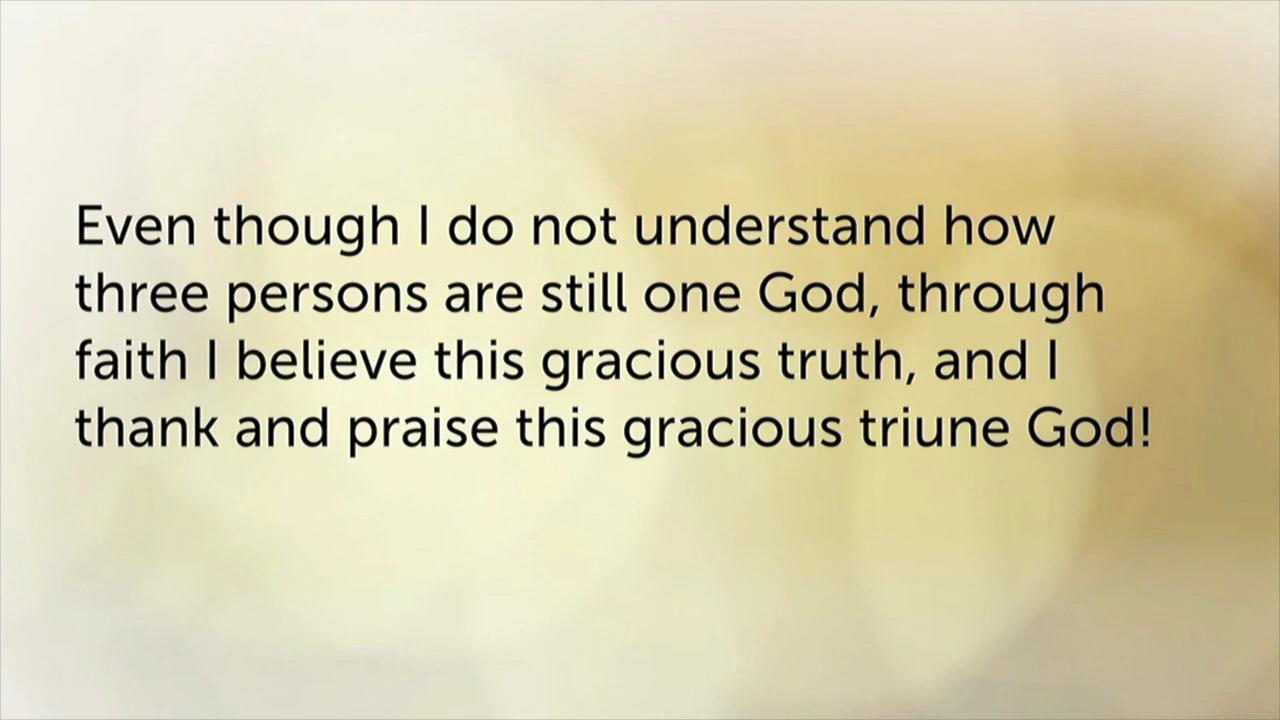 Even though I do not understand how
three persons are still one God, through
faith I believe this gracious truth, and I
thank and praise this gracious triune God!